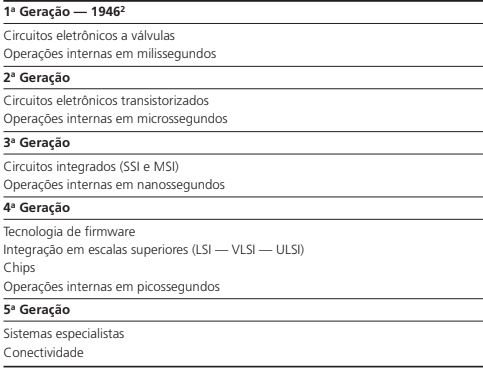 1ª Geração — 1946²
Circuitos eletrônicos a válvulas
Operações internas em milissegundos
2ª Geração
Circuitos eletrônicos transistorizados
Operações internas em microssegundos
3ª Geração
Circuitos integrados (SSI e MSI)
Operações internas em nanossegundos
4ª Geração
Tecnologia de firmware
Integração em escalas superiores (LSI — VLSI — ULSI)
Chips
Operações internas em picossegundos
5ª Geração
Sistemas especialistas
Conectividade